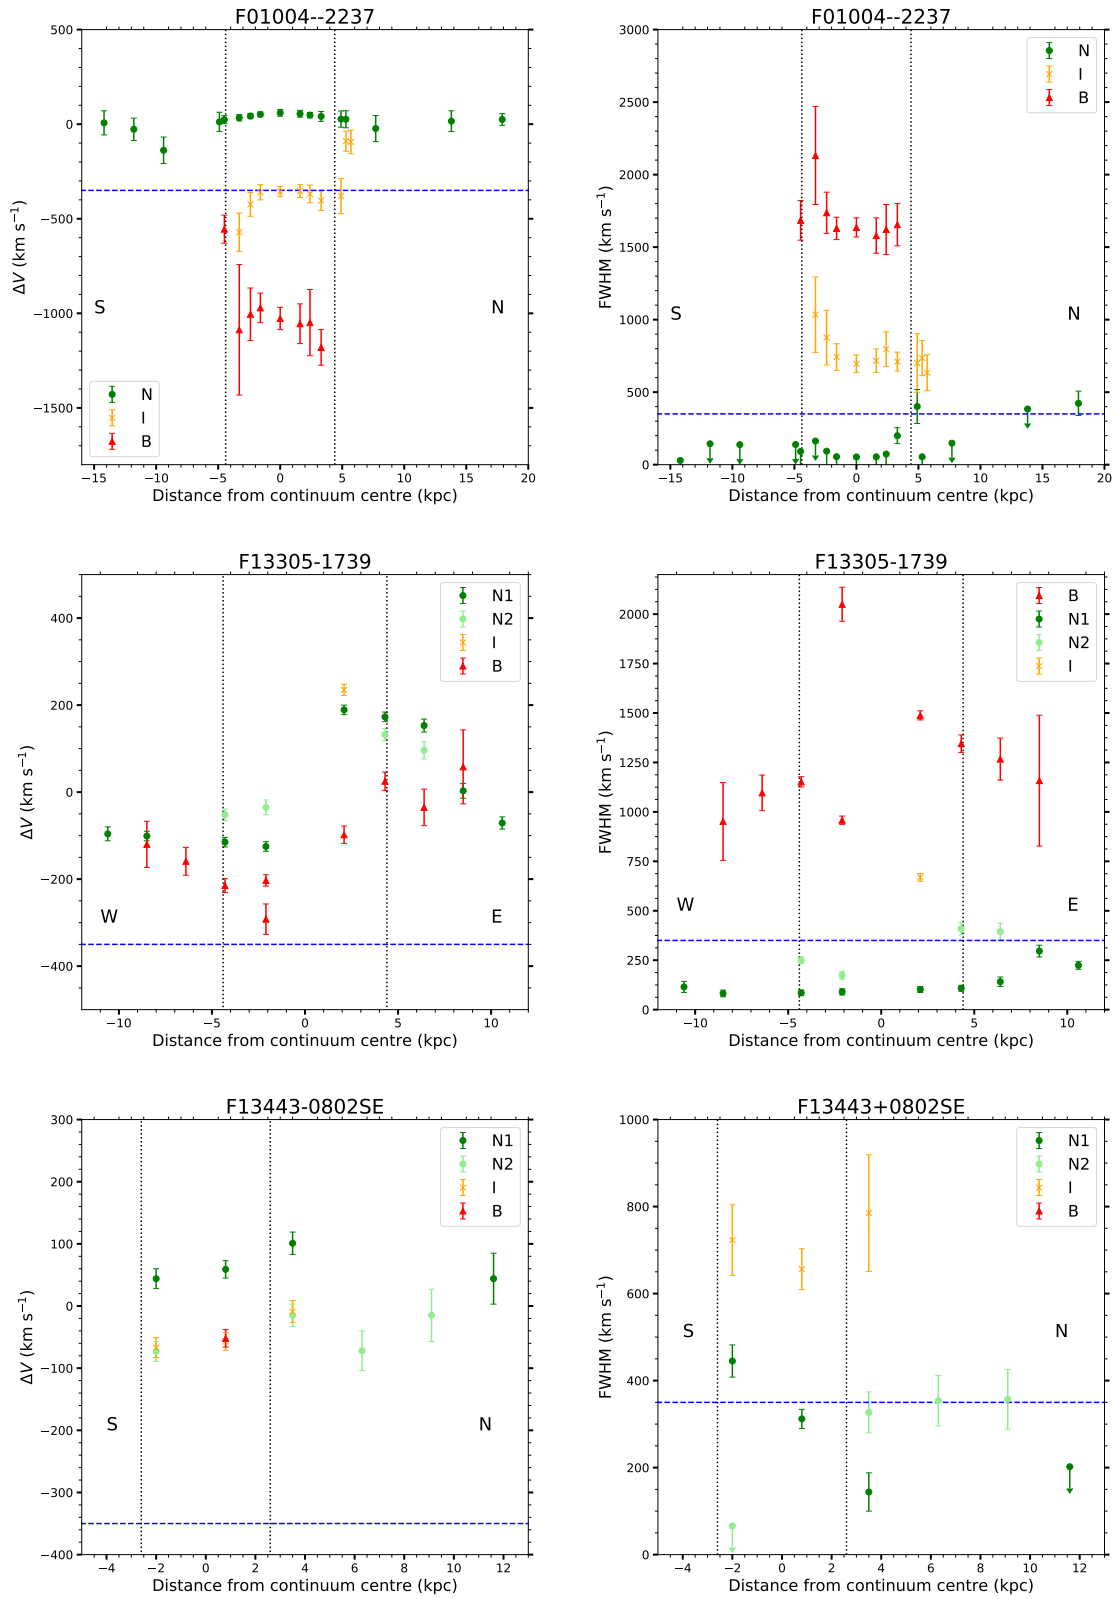 F01004--2237
500
0
−500
−1000
−1500
ΔV (km s−1)
S
N
N
I
B
−15 −10 −5 0 5 10 15 20
Distance from continuum centre (kpc)
F01004--2237
3000
2500
2000
1500
1000
500
0
FWHM (km s−1)
N
I
B
S
N
−15 −10 −5 0 5 10 15 20
Distance from continuum centre (kpc)
F13305-1739
400
200
0
−200
−400
ΔV (km s−1)
N1
N2
I
B
W
E
−10 −5 0 5 10
Distance from continuum centre (kpc)
F13305-1739
2000
1750
1500
1250
1000
750
500
250
0
FWHM (km s−1)
B
N1
N2
I
W
E
−10 −5 0 5 10
Distance from continuum centre (kpc)
F13443-0802SE
300
200
100
0
−100
−200
−300
−400
ΔV (km s−1)
N1
N2
I
B
S
N
−4 −2 0 2 4 6 8 10 12
Distance from continuum centre (kpc)
F13443+0802SE
1000
800
600
400
200
0
FWHM (km s−1)
N1
N2
I
B
S
N
−4 −2 0 2 4 6 8 10 12
Distance from continuum centre (kpc)